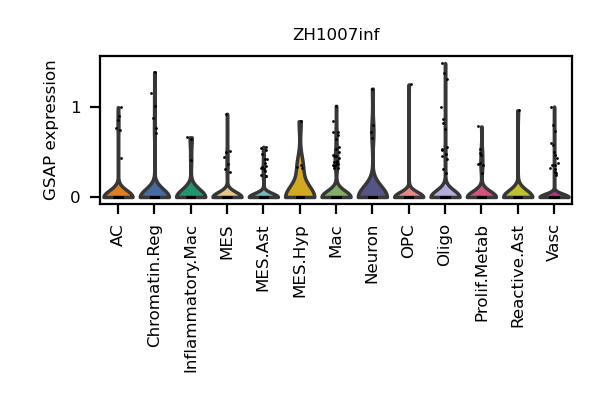 ZH1007inf
GSAP expression
1
0
AC
Chromatin.Reg
Inflammatory.Mac
MES
MES.Ast
MES.Hyp
Mac
Neuron
OPC
Oligo
Prolif.Metab
Reactive.Ast
Vasc